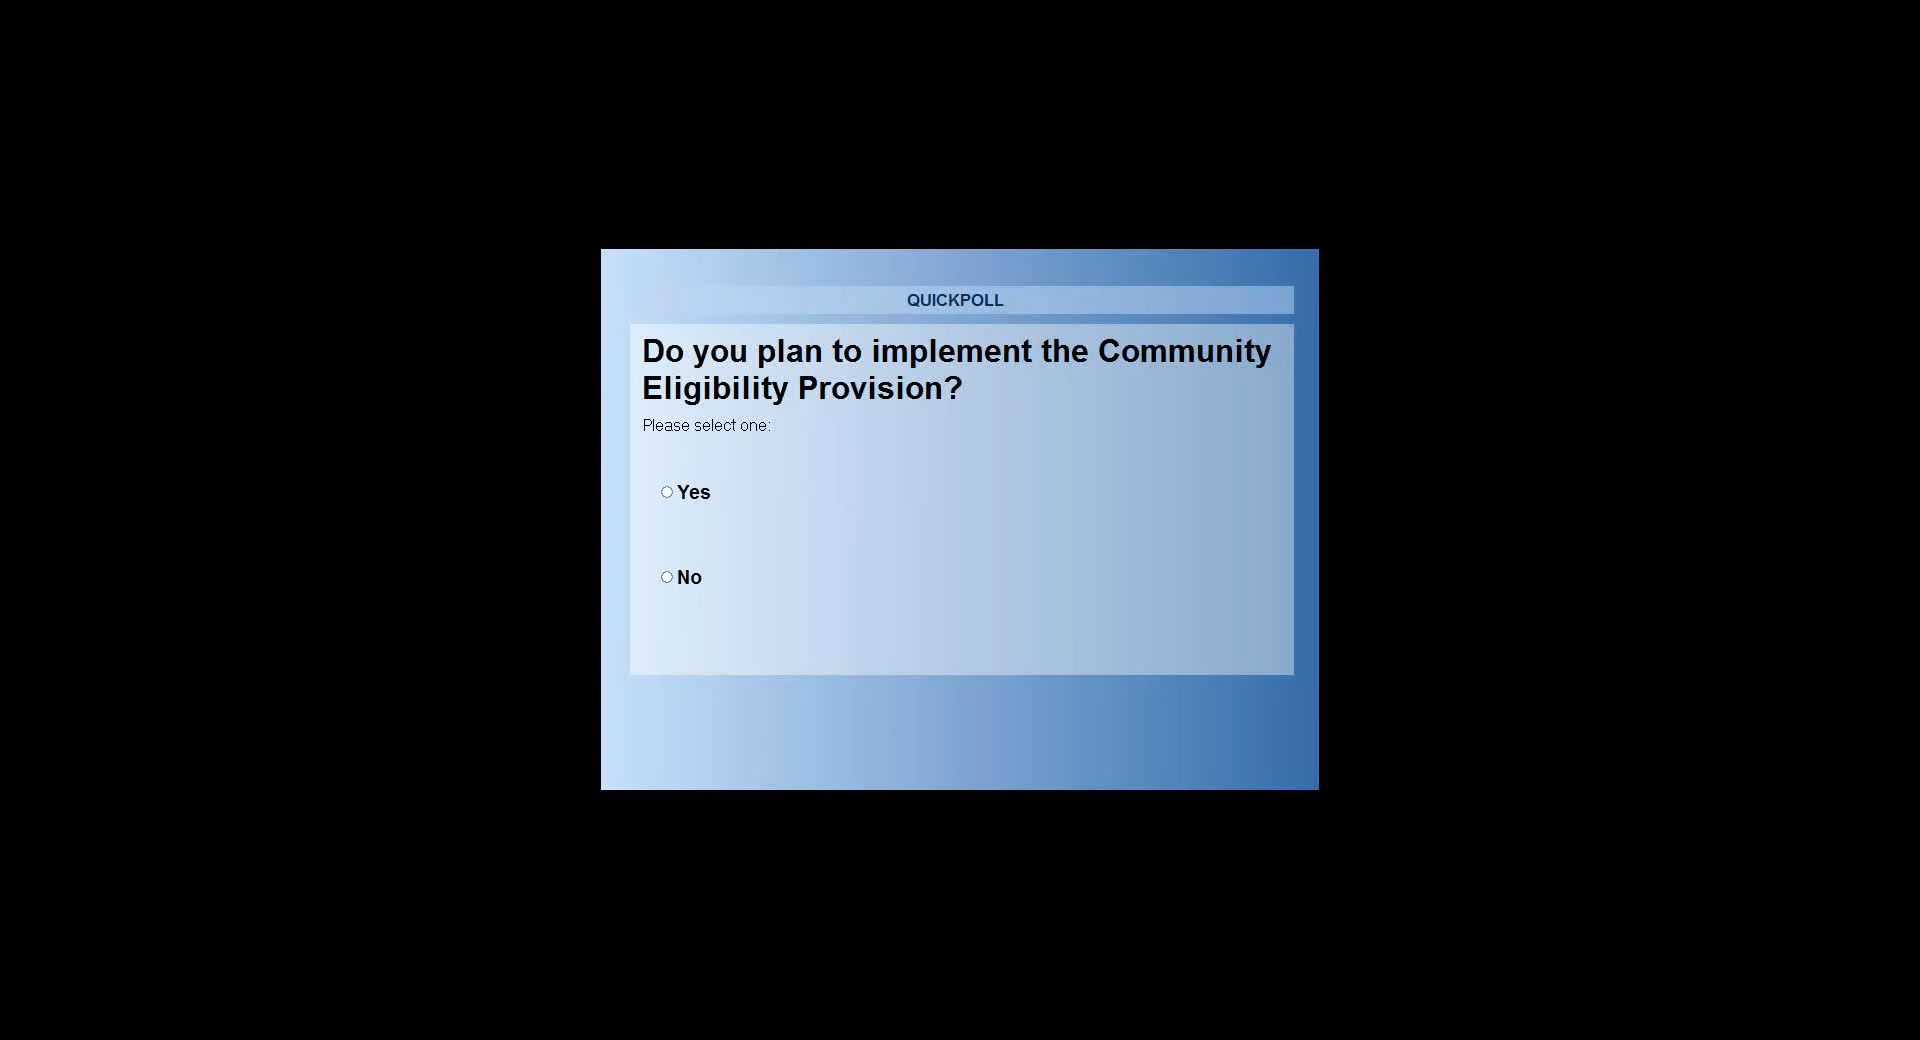 QUICKPOLL
Do you plan to implement the Community
Eligibility Provision?
Please select one:
Yes
No